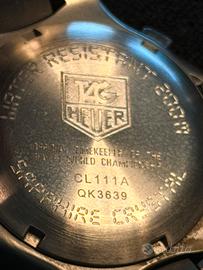 WATER RESISTANT 200M
TAG
HEUER
OFFICIAL TIMEKEEPER OF THE
WORLD CHAMPIONSHIP
CL111A
QK3639
SAPPHIRE CRYSTAL